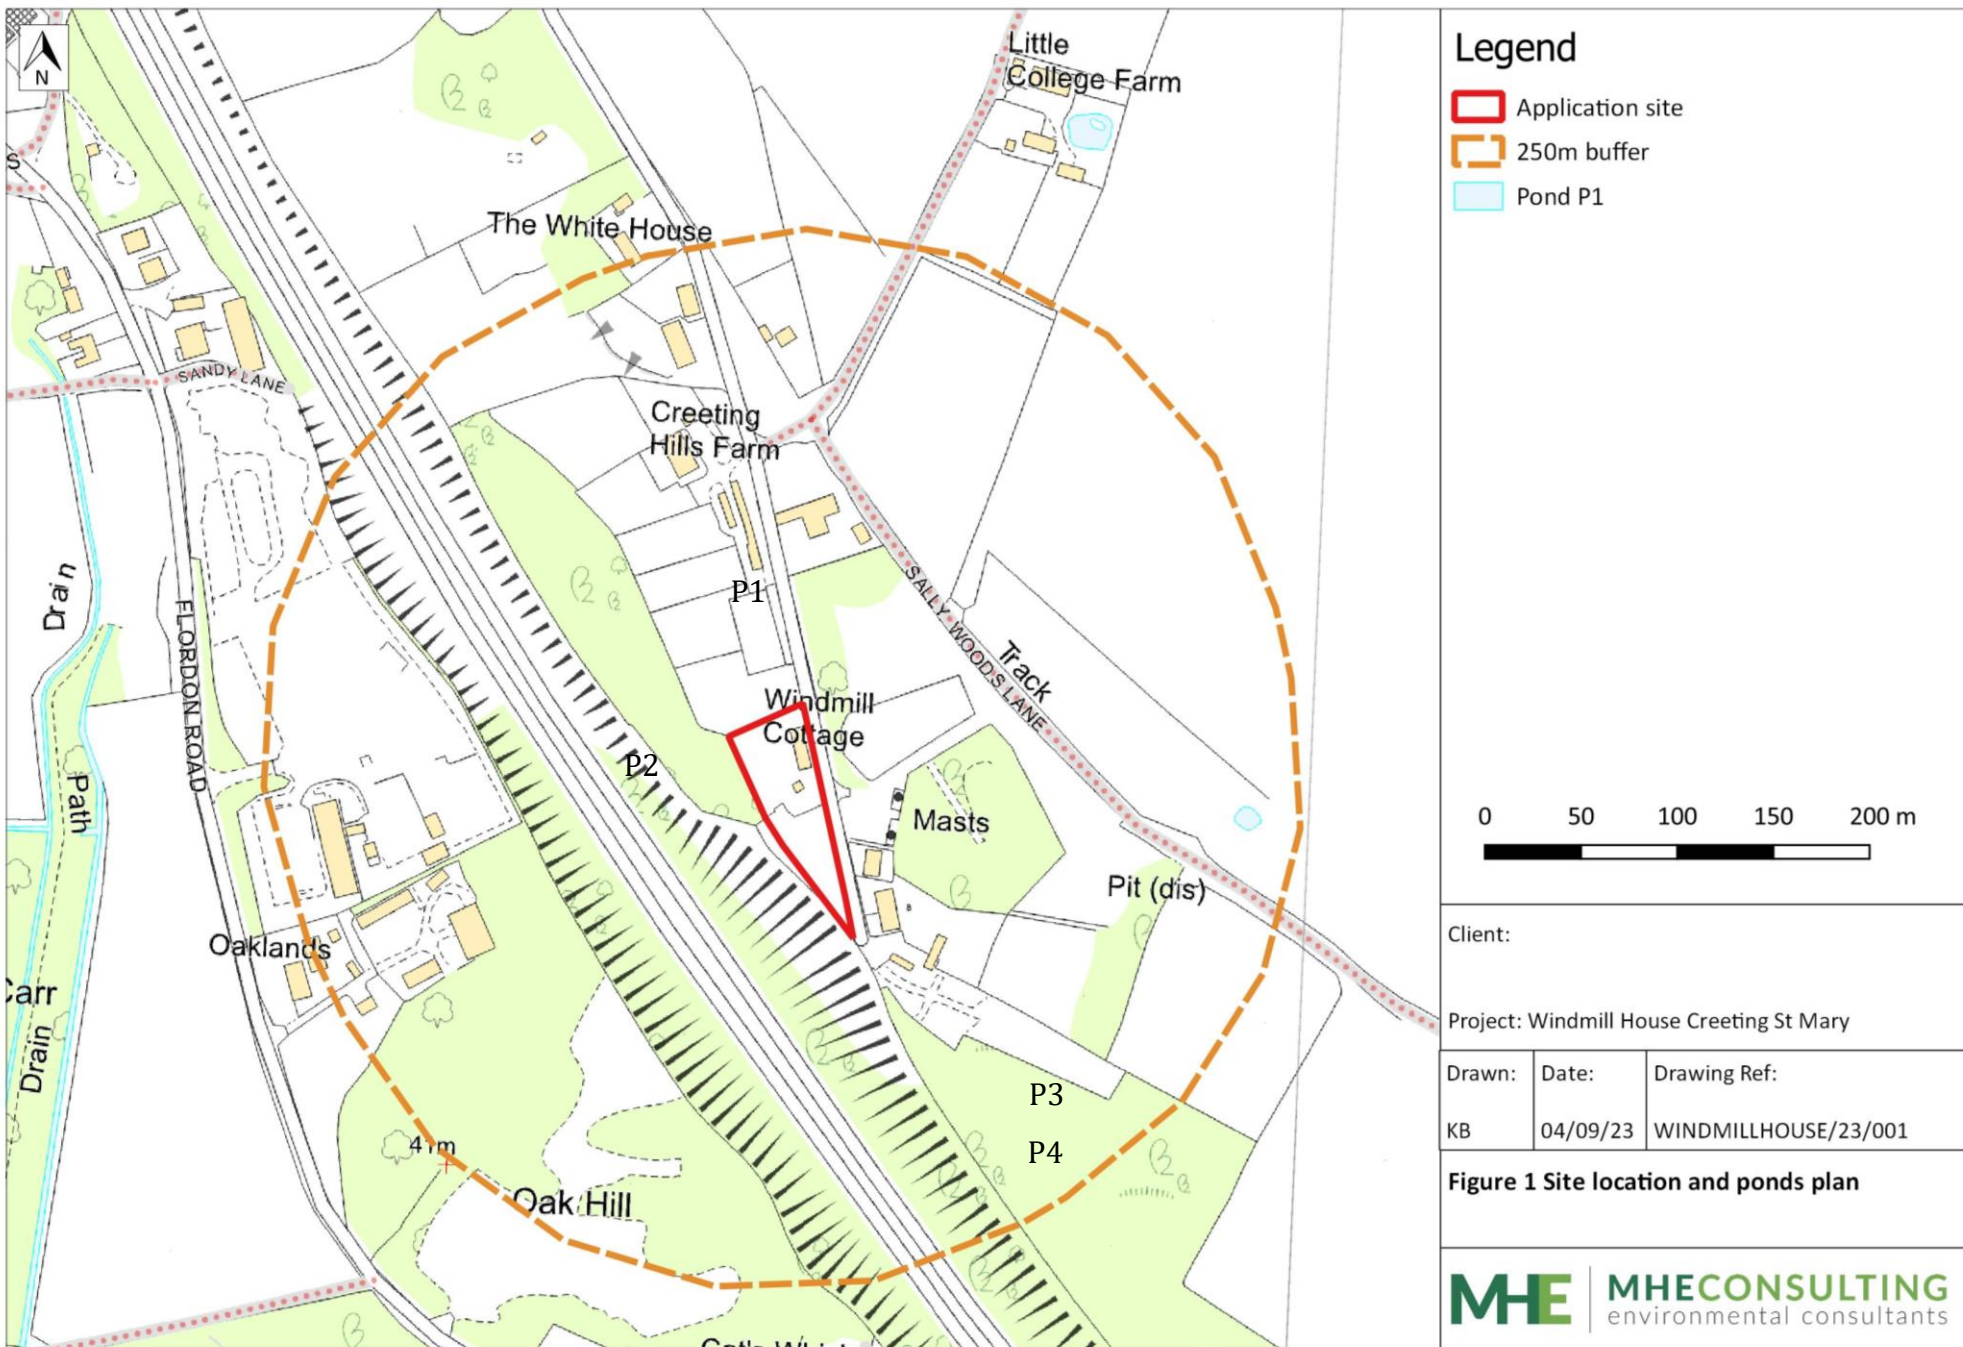 N
Little
College Farm
The White House
S
SANDY LANE
Creeting
Hills Farm
Drain
FLORDON ROAD
P1
SALLY WOODS LANE
Track
Windmill
Cottage
P2
Path
Masts
Pit (dis)
Oaklands
Carr
Drain
P3
P4
41m
Oak Hill
Legend
Application site
250m buffer
Pond P1
0 50 100 150 200 m
Client:
Project: Windmill House Creeting St Mary
Drawn: Date: Drawing Ref:
KB 04/09/23 WINDMILLHOUSE/23/001
Figure 1 Site location and ponds plan
MHE MHECONSULTING
environmental consultants